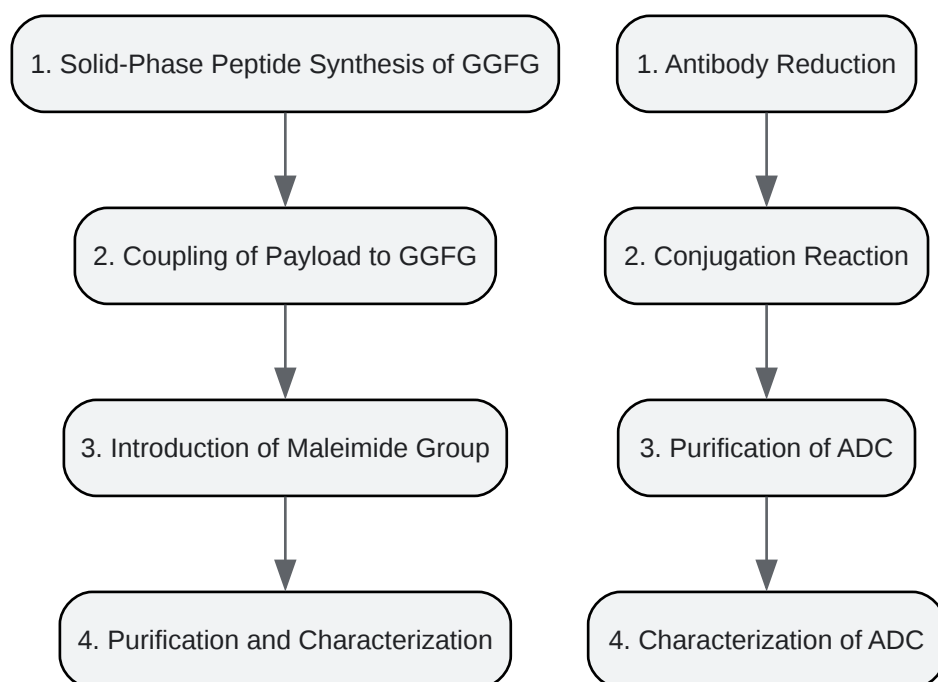 1. Solid-Phase Peptide Synthesis of GGFG
2. Coupling of Payload to GGFG
3. Introduction of Maleimide Group
4. Purification and Characterization
1. Antibody Reduction
2. Conjugation Reaction
3. Purification of ADC
4. Characterization of ADC